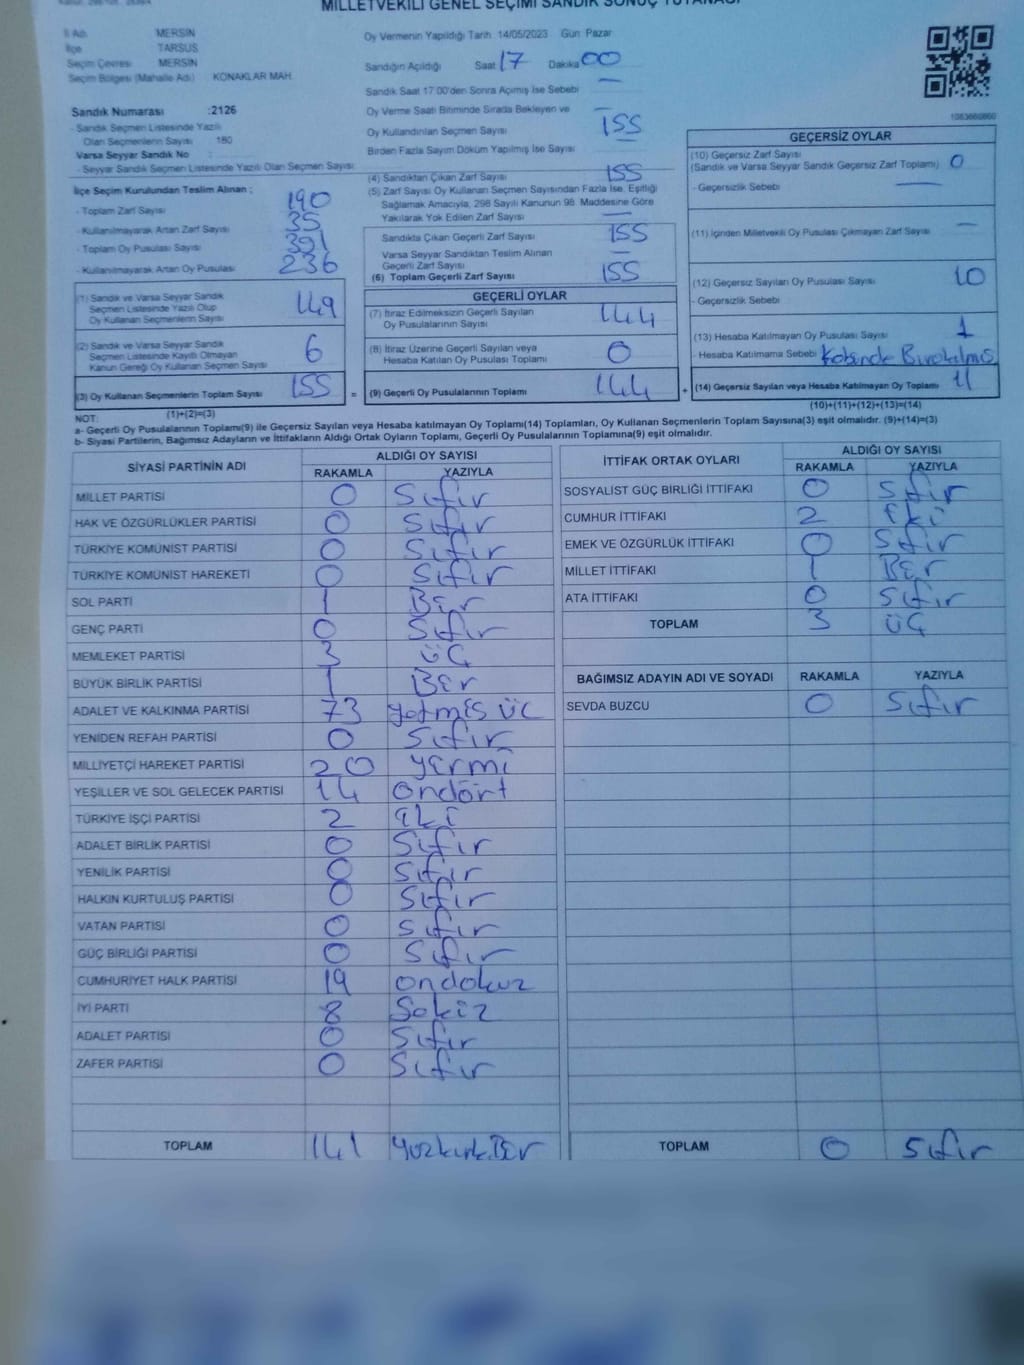 MİLLETVEKİLİ GENEL SEÇİMİ SANDIK SONUÇ TUTANAĞI
İl Adı MERSİN
İlçe TARSUS
Seçim Çevresi MERSİN
Seçim Bölgesi (Mahalle Adı) KONAKLAR MAH.
Oy Vermenin Yapıldığı Tarih 14/05/2023 Gün Pazar
Sandığın Açıldığı Saat 17 Dakika 00
Sandık Saat 17:00'den Sonra Açımış İse Sebebi —
Sandık Numarası :2126
- Sandık Seçmen Listesinde Yazılı
Olan Seçmenlerin Sayısı 180
Varsa Seyyar Sandık No
- Seyyar Sandık Seçmen Listesinde Yazılı Olan Seçmen Sayısı
Oy Verme Saati Bitiminde Sırada Bekleyen ve —
Oy Kullandırılan Seçmen Sayısı 155
Birden Fazla Sayım Döküm Yapılmış İse Sayısı —
1083660860
İlçe Seçim Kurulundan Teslim Alınan :
- Toplam Zarf Sayısı 190
- Kullanılmayarak Artan Zarf Sayısı 35
- Toplam Oy Pusulası Sayısı 391
- Kullanılmayarak Artan Oy Pusulası 236
(4) Sandıktan Çıkan Zarf Sayısı 155
(5) Zarf Sayısı Oy Kullanan Seçmen Sayısından Fazla İse, Eşitliği
Sağlamak Amacıyla, 298 Sayılı Kanunun 98. Maddesine Göre
Yakılarak Yok Edilen Zarf Sayısı —
Sandıkta Çıkan Geçerli Zarf Sayısı 155
Varsa Seyyar Sandıktan Teslim Alınan
Geçerli Zarf Sayısı —
(6) Toplam Geçerli Zarf Sayısı 155
GEÇERSİZ OYLAR
(10) Geçersiz Zarf Sayısı
(Sandık ve Varsa Seyyar Sandık Geçersiz Zarf Toplamı) 0
- Geçersizlik Sebebi —
(11) İçinden Milletvekili Oy Pusulası Çıkmayan Zarf Sayısı —
(12) Geçersiz Sayılan Oy Pusulası Sayısı 10
- Geçersizlik Sebebi
(13) Hesaba Katılmayan Oy Pusulası Sayısı 1
- Hesaba Katılmama Sebebi Kabinde Bırakılmış
(14) Geçersiz Sayılan veya Hesaba Katılmayan Oy Toplamı 11
(10)+(11)+(12)+(13)=(14)
(1) Sandık ve Varsa Seyyar Sandık
Seçmen Listesinde Yazılı Olup
Oy Kullanan Seçmenlerin Sayısı 149
(2) Sandık ve Varsa Seyyar Sandık
Seçmen Listesinde Kayıtlı Olmayan
Kanun Gereği Oy Kullanan Seçmen Sayısı 6
(3) Oy Kullanan Seçmenlerin Toplam Sayısı 155 =
(1)+(2)=(3)
GEÇERLİ OYLAR
(7) İtiraz Edilmeksizin Geçerli Sayılan
Oy Pusulalarının Sayısı 144
(8) İtiraz Üzerine Geçerli Sayılan veya
Hesaba Katılan Oy Pusulası Toplamı 0
(9) Geçerli Oy Pusulalarının Toplamı 144 +
NOT:
a- Geçerli Oy Pusulalarının Toplamı(9) ile Geçersiz Sayılan veya Hesaba katılmayan Oy Toplamı(14) Toplamları, Oy Kullanan Seçmenlerin Toplam Sayısına(3) eşit olmalıdır. (9)+(14)=(3)
b- Siyasi Partilerin, Bağımsız Adayların ve İttifakların Aldığı Ortak Oyların Toplamı, Geçerli Oy Pusulalarının Toplamına(9) eşit olmalıdır.
SİYASİ PARTİNİN ADI ALDIĞI OY SAYISI
RAKAMLA YAZIYLA
MİLLET PARTİSİ 0 Sıfır
HAK VE ÖZGÜRLÜKLER PARTİSİ 0 Sıfır
TÜRKİYE KOMÜNİST PARTİSİ 0 Sıfır
TÜRKİYE KOMÜNİST HAREKETİ 0 Sıfır
SOL PARTİ 1 Bir
GENÇ PARTİ 0 Sıfır
MEMLEKET PARTİSİ 3 üç
BÜYÜK BİRLİK PARTİSİ 1 Bir
ADALET VE KALKINMA PARTİSİ 73 yetmiş üç
YENİDEN REFAH PARTİSİ 0 Sıfır
MİLLİYETÇİ HAREKET PARTİSİ 20 yirmi
YEŞİLLER VE SOL GELECEK PARTİSİ 14 ondört
TÜRKİYE İŞÇİ PARTİSİ 2 iki
ADALET BİRLİK PARTİSİ 0 Sıfır
YENİLİK PARTİSİ 0 Sıfır
HALKIN KURTULUŞ PARTİSİ 0 Sıfır
VATAN PARTİSİ 0 Sıfır
GÜÇ BİRLİĞİ PARTİSİ 0 Sıfır
CUMHURİYET HALK PARTİSİ 19 ondokuz
İYİ PARTİ 8 Sekiz
ADALET PARTİSİ 0 Sıfır
ZAFER PARTİSİ 0 Sıfır
TOPLAM 141 Yüzkırk Bir
İTTİFAK ORTAK OYLARI ALDIĞI OY SAYISI
RAKAMLA YAZIYLA
SOSYALİST GÜÇ BİRLİĞİ İTTİFAKI 0 Sıfır
CUMHUR İTTİFAKI 2 iki
EMEK VE ÖZGÜRLÜK İTTİFAKI 0 Sıfır
MİLLET İTTİFAKI 1 Bir
ATA İTTİFAKI 0 Sıfır
TOPLAM 3 üç
BAĞIMSIZ ADAYIN ADI VE SOYADI RAKAMLA YAZIYLA
SEVDA BUZCU 0 Sıfır
TOPLAM 0 Sıfır